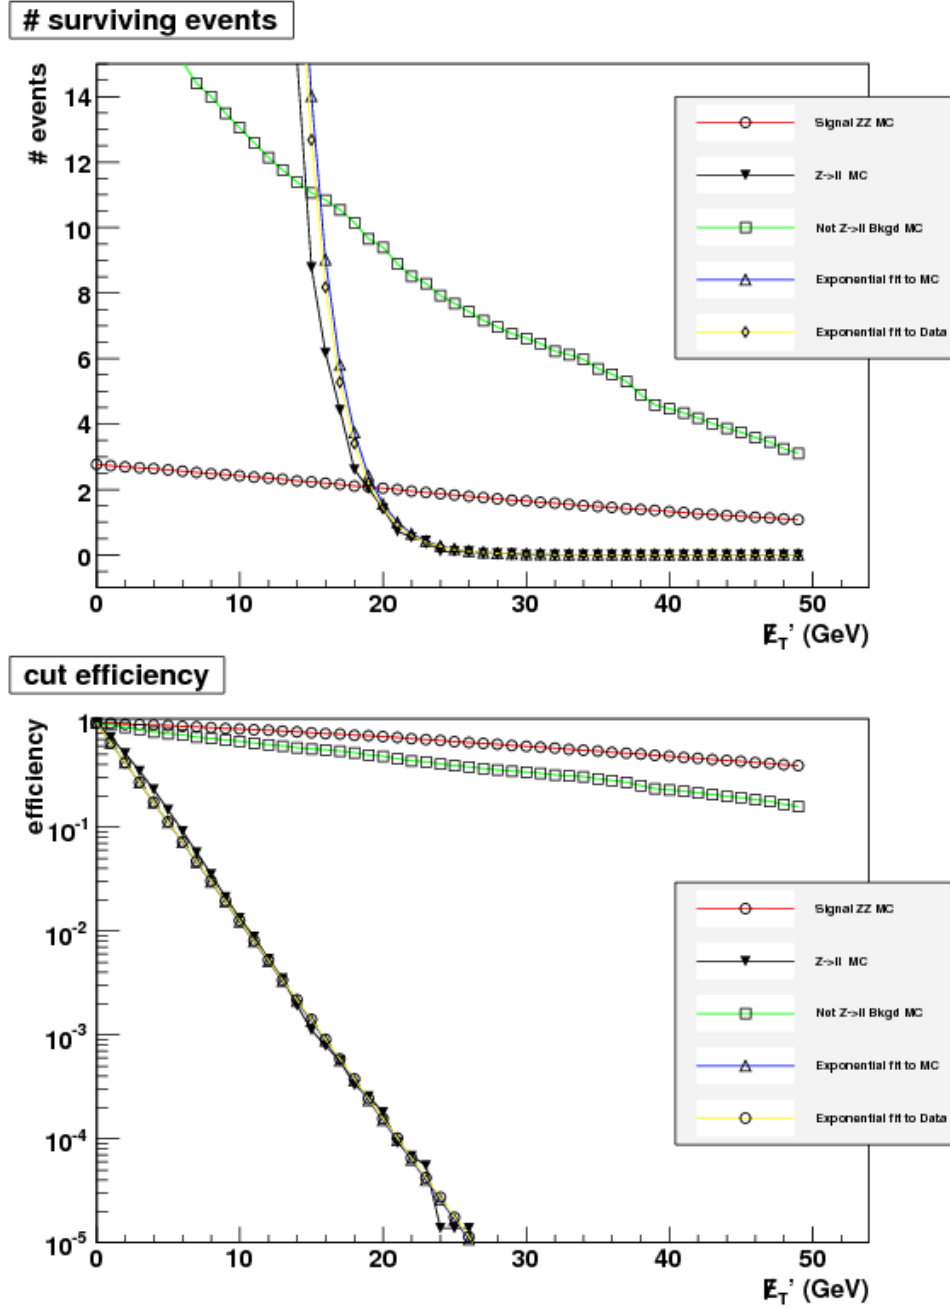 # surviving events
# events
14
12
10
8
6
4
2
0
0 10 20 30 40 50
E̸_T' (GeV)
Signal ZZ MC
Z->ll MC
Not Z->ll Bkgd MC
Exponential fit to MC
Exponential fit to Data
cut efficiency
efficiency
1
10^-1
10^-2
10^-3
10^-4
10^-5
0 10 20 30 40 50
E̸_T' (GeV)
Signal ZZ MC
Z->ll MC
Not Z->ll Bkgd MC
Exponential fit to MC
Exponential fit to Data